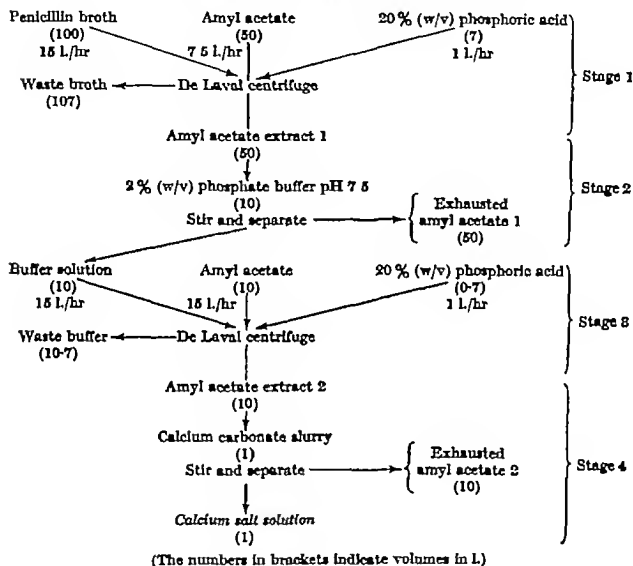 Penicillin broth Amyl acetate 20 % (w/v) phosphoric acid
(100) (50) (7)
15 l./hr 7 5 l./hr 1 l./hr
Waste broth De Laval centrifuge
(107)
Stage 1
Amyl acetate extract 1
(50)
2 % (w/v) phosphate buffer pH 7 5
(10)
Stir and separate
Exhausted
amyl acetate 1
(50)
Stage 2
Buffer solution Amyl acetate 20 % (w/v) phosphoric acid
(10) (10) (0·7)
15 l./hr 15 l./hr 1 l./hr
Waste buffer De Laval centrifuge
(10·7)
Stage 3
Amyl acetate extract 2
(10)
Calcium carbonate slurry
(1)
Stir and separate
Exhausted
amyl acetate 2
(10)
Stage 4
Calcium salt solution
(1)
(The numbers in brackets indicate volumes in l.)